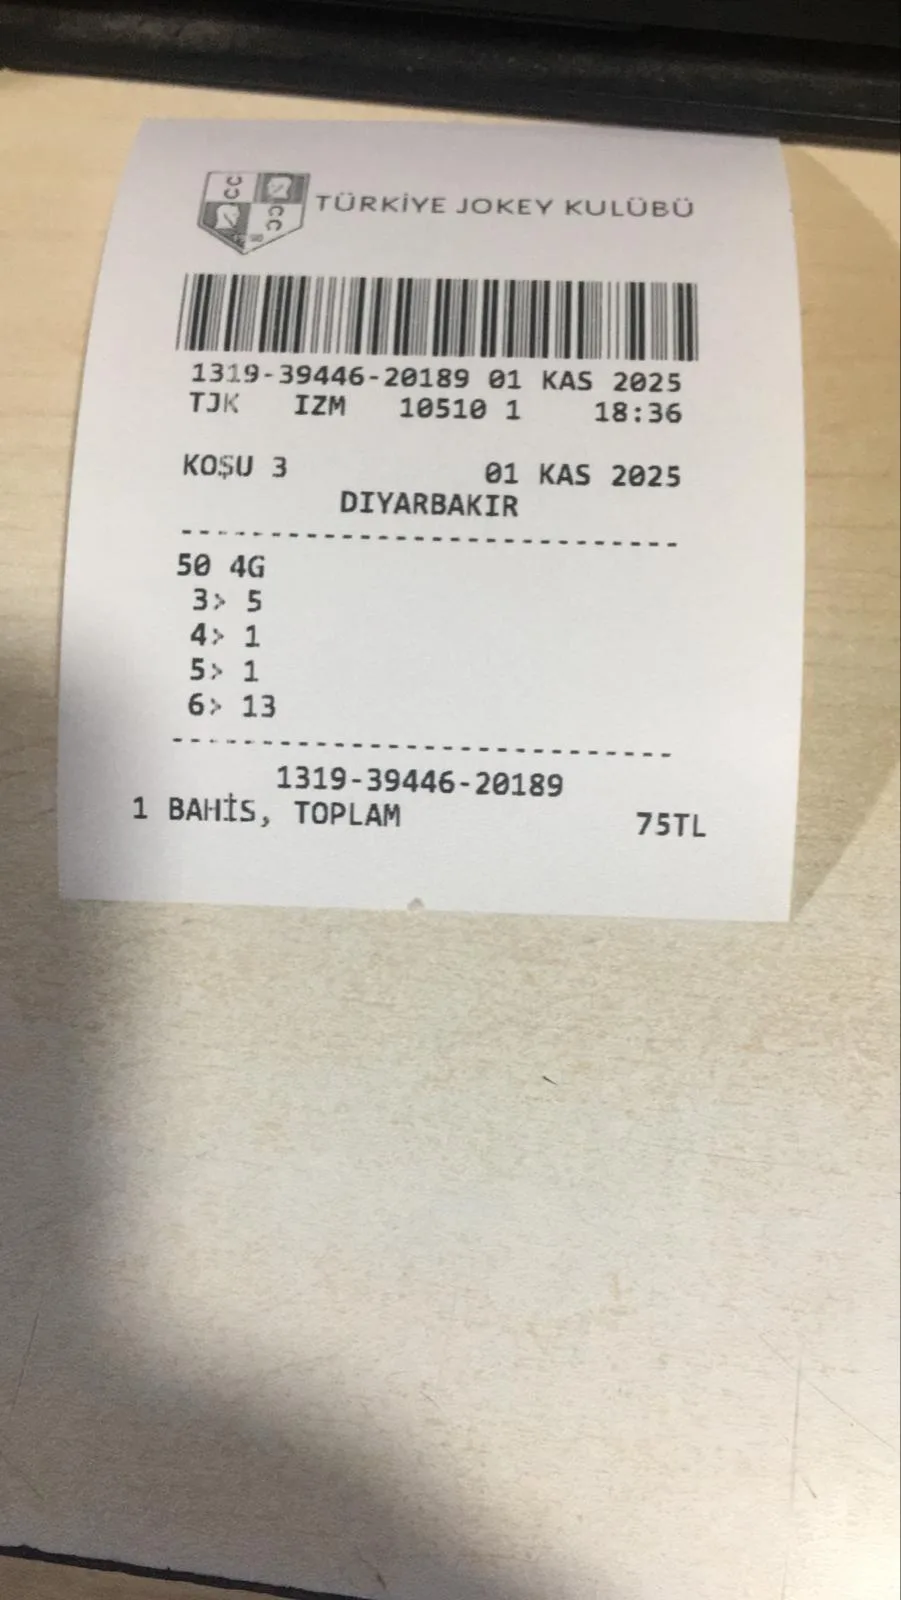 TÜRKİYE JOKEY KULÜBÜ
1319-39446-20189 01 KAS 2025
TJK IZM 10510 1 18:36
KOŞU 3 01 KAS 2025
DIYARBAKIR
50 4G
3> 5
4> 1
5> 1
6> 13
1319-39446-20189
1 BAHİS, TOPLAM 75TL